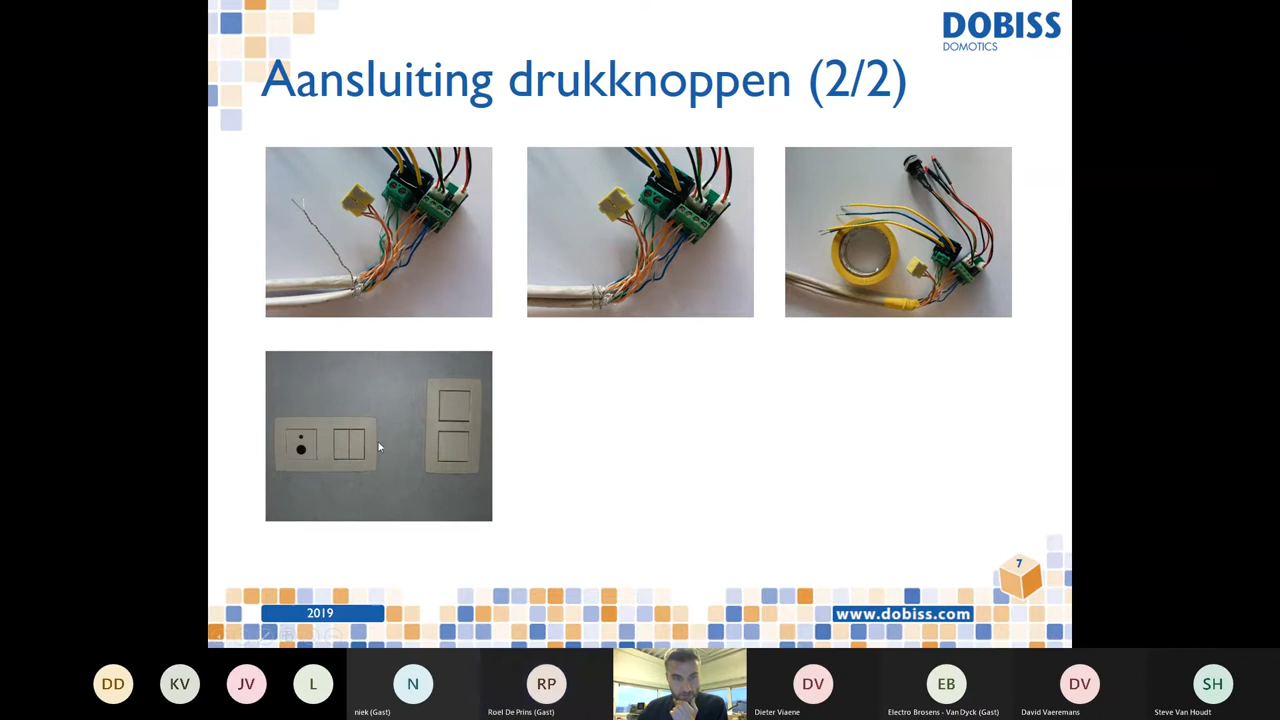 DOBISS
DOMOTICS
Aansluiting drukknoppen (2/2)
7
2019
www.dobiss.com
DD
KV
JV
L
N
RP
DV
EB
DV
SH
niek (Gast)
Roel De Prins (Gast)
Dieter Viaene
Electro Brosens - Van Dyck (Gast)
David Vaeremans
Steve Van Houdt